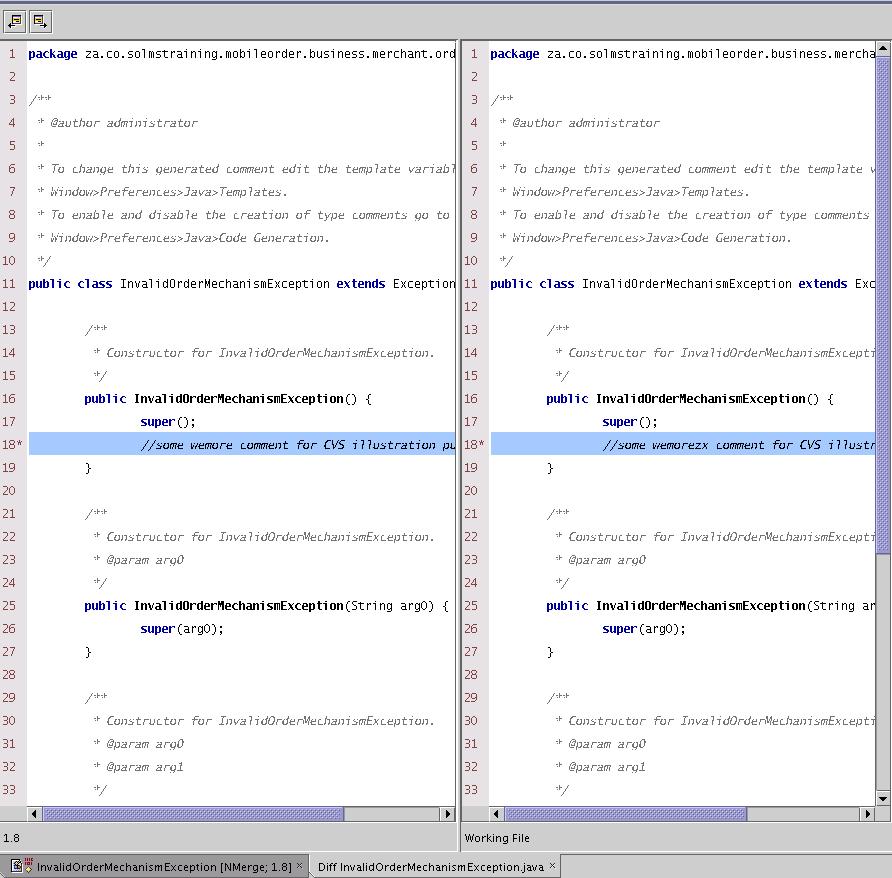 1 package za.co.solmstraining.mobileorder.business.merchant.ord
2
3 /**
4 * @author administrator
5 *
6 * To change this generated comment edit the template variabl
7 * Window>Preferences>Java>Templates.
8 * To enable and disable the creation of type comments go to
9 * Window>Preferences>Java>Code Generation.
10 */
11 public class InvalidOrderMechanismException extends Exception
12
13 /**
14 * Constructor for InvalidOrderMechanismException.
15 */
16 public InvalidOrderMechanismException() {
17 super();
18* //some wemore comment for CVS illustration pu
19 }
20
21 /**
22 * Constructor for InvalidOrderMechanismException.
23 * @param arg0
24 */
25 public InvalidOrderMechanismException(String arg0) {
26 super(arg0);
27 }
28
29 /**
30 * Constructor for InvalidOrderMechanismException.
31 * @param arg0
32 * @param arg1
33 */
1.8
1 package za.co.solmstraining.mobileorder.business.mercha
2
3 /**
4 * @author administrator
5 *
6 * To change this generated comment edit the template v
7 * Window>Preferences>Java>Templates.
8 * To enable and disable the creation of type comments
9 * Window>Preferences>Java>Code Generation.
10 */
11 public class InvalidOrderMechanismException extends Exc
12
13 /**
14 * Constructor for InvalidOrderMechanismExcepti
15 */
16 public InvalidOrderMechanismException() {
17 super();
18* //some wemorezx comment for CVS illustr
19 }
20
21 /**
22 * Constructor for InvalidOrderMechanismExcepti
23 * @param arg0
24 */
25 public InvalidOrderMechanismException(String ar
26 super(arg0);
27 }
28
29 /**
30 * Constructor for InvalidOrderMechanismExcepti
31 * @param arg0
32 * @param arg1
33 */
Working File
InvalidOrderMechanismException [NMerge; 1.8] ×
Diff InvalidOrderMechanismException.java ×